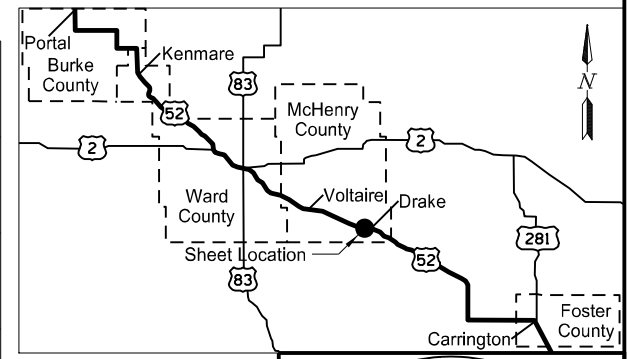 Portal
Burke
County
Kenmare
83
McHenry
County
N
52
2
2
Ward
County
Voltaire
Drake
281
Sheet Location
52
83
Foster
County
Carrington